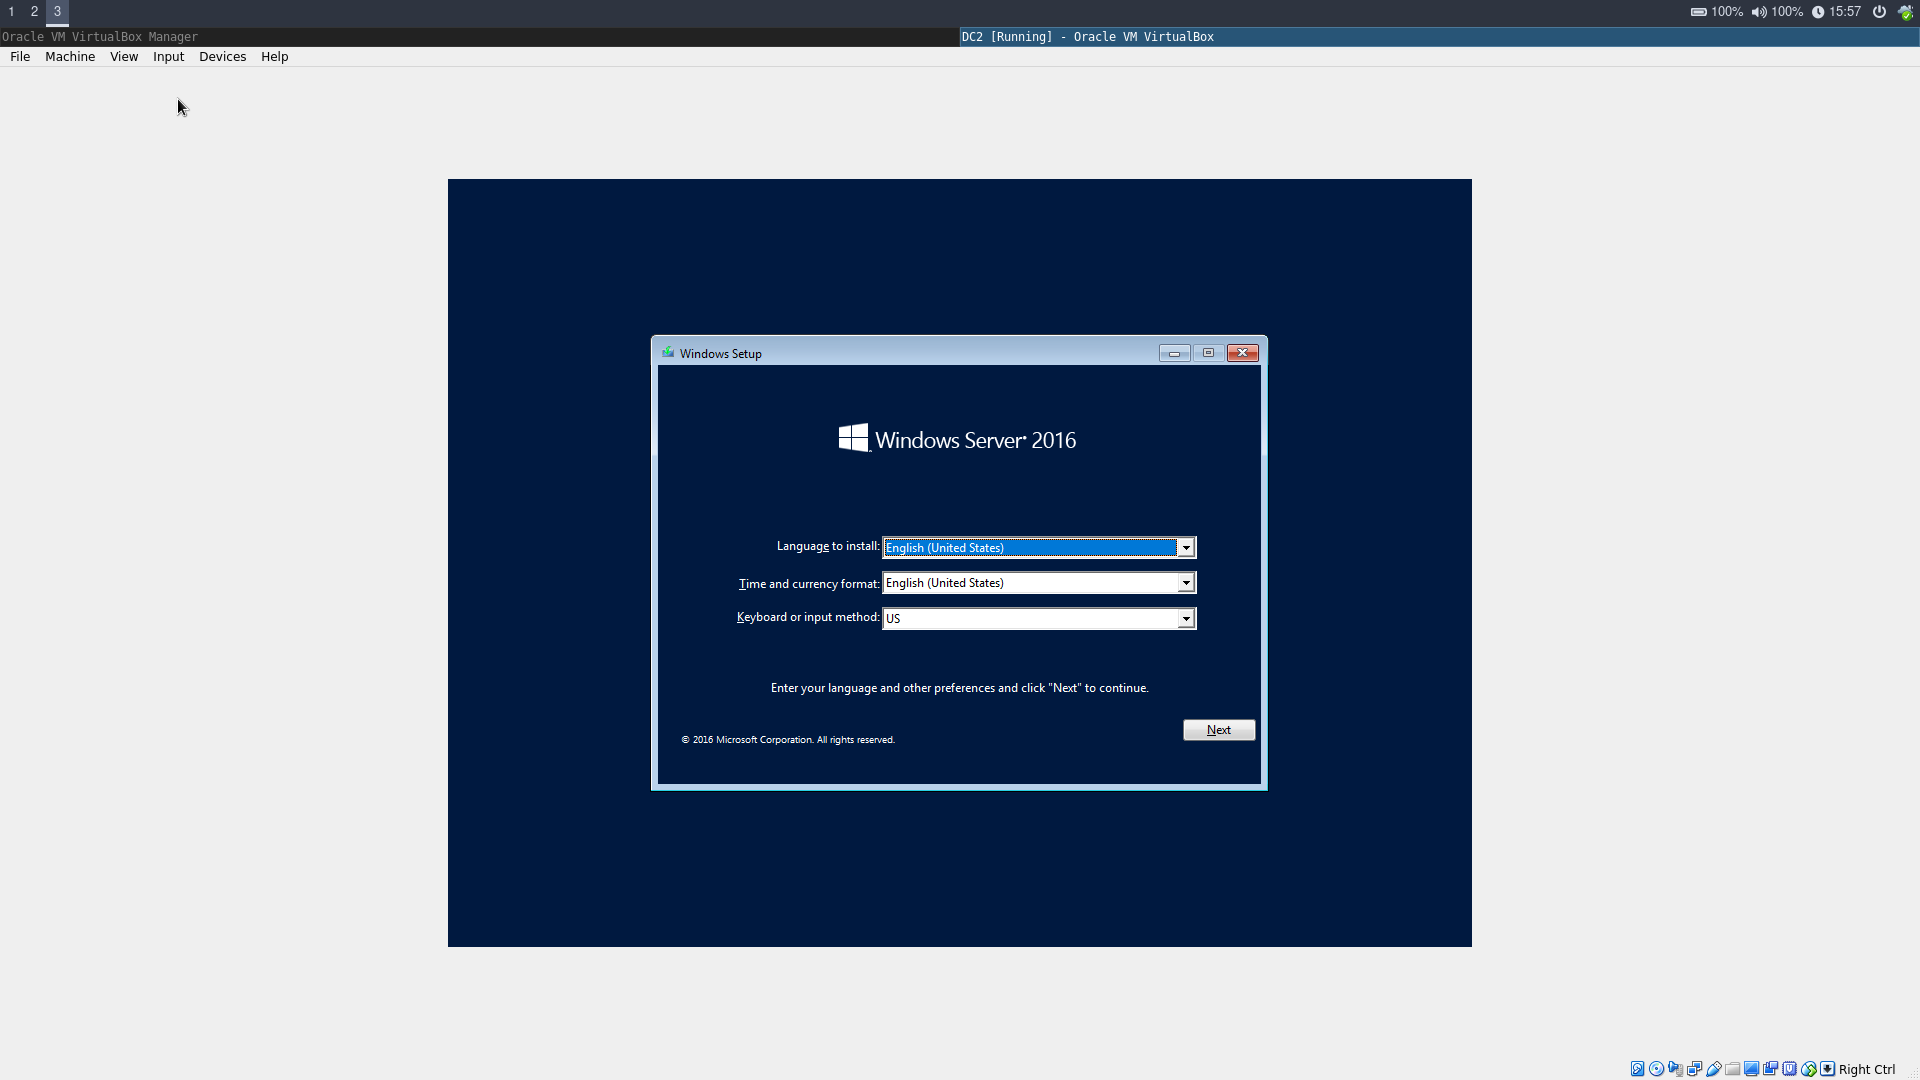 1 2 3 100% 100% 15:57
Oracle VM VirtualBox Manager DC2 [Running] - Oracle VM VirtualBox
File Machine View Input Devices Help
Windows Setup
Windows Server 2016
Language to install: English (United States)
Time and currency format: English (United States)
Keyboard or input method: US
Enter your language and other preferences and click "Next" to continue.
Next
© 2016 Microsoft Corporation. All rights reserved.
Right Ctrl